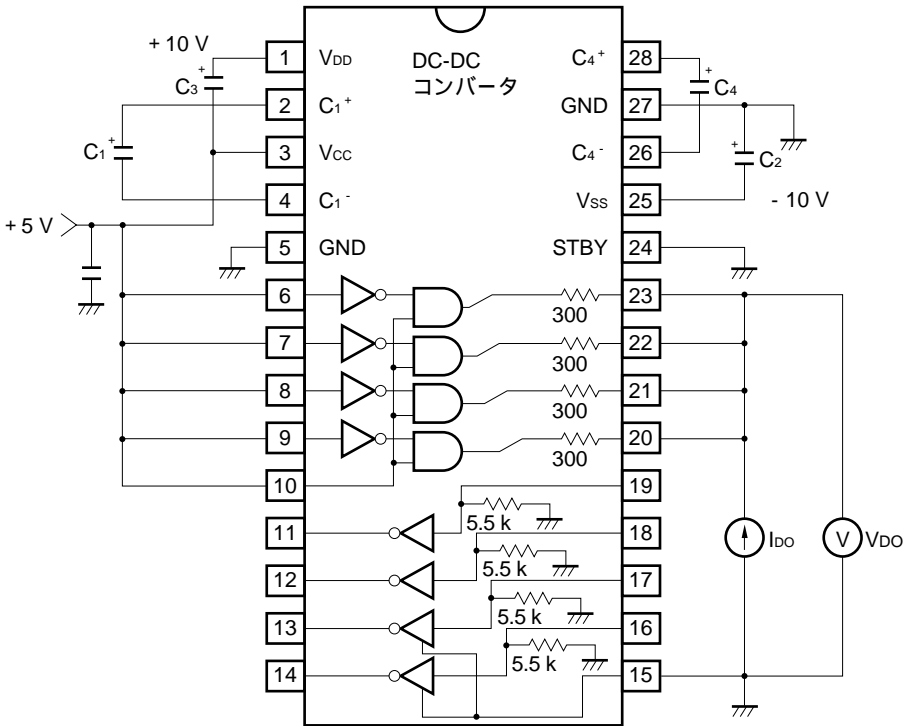 + 10 V
1 VDD
DC-DC
コンバータ
C4+ 28
C3
+
+
C4
2 C1+
GND 27
C1
+
3 VCC
C4- 26
+
C2
4 C1-
VSS 25
- 10 V
+ 5 V
5 GND
STBY 24
6
23
300
7
22
300
8
21
300
9
20
300
10
19
5.5 k
11
18
5.5 k
IDO
V
VDO
12
17
5.5 k
13
16
5.5 k
14
15